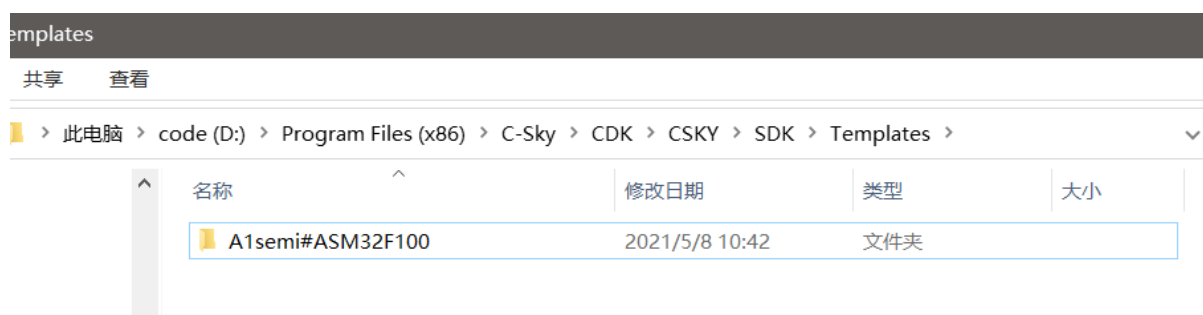 emplates
共享 查看
> 此电脑 > code (D:) > Program Files (x86) > C-Sky > CDK > CSKY > SDK > Templates >
名称 修改日期 类型 大小
A1semi#ASM32F100 2021/5/8 10:42 文件夹